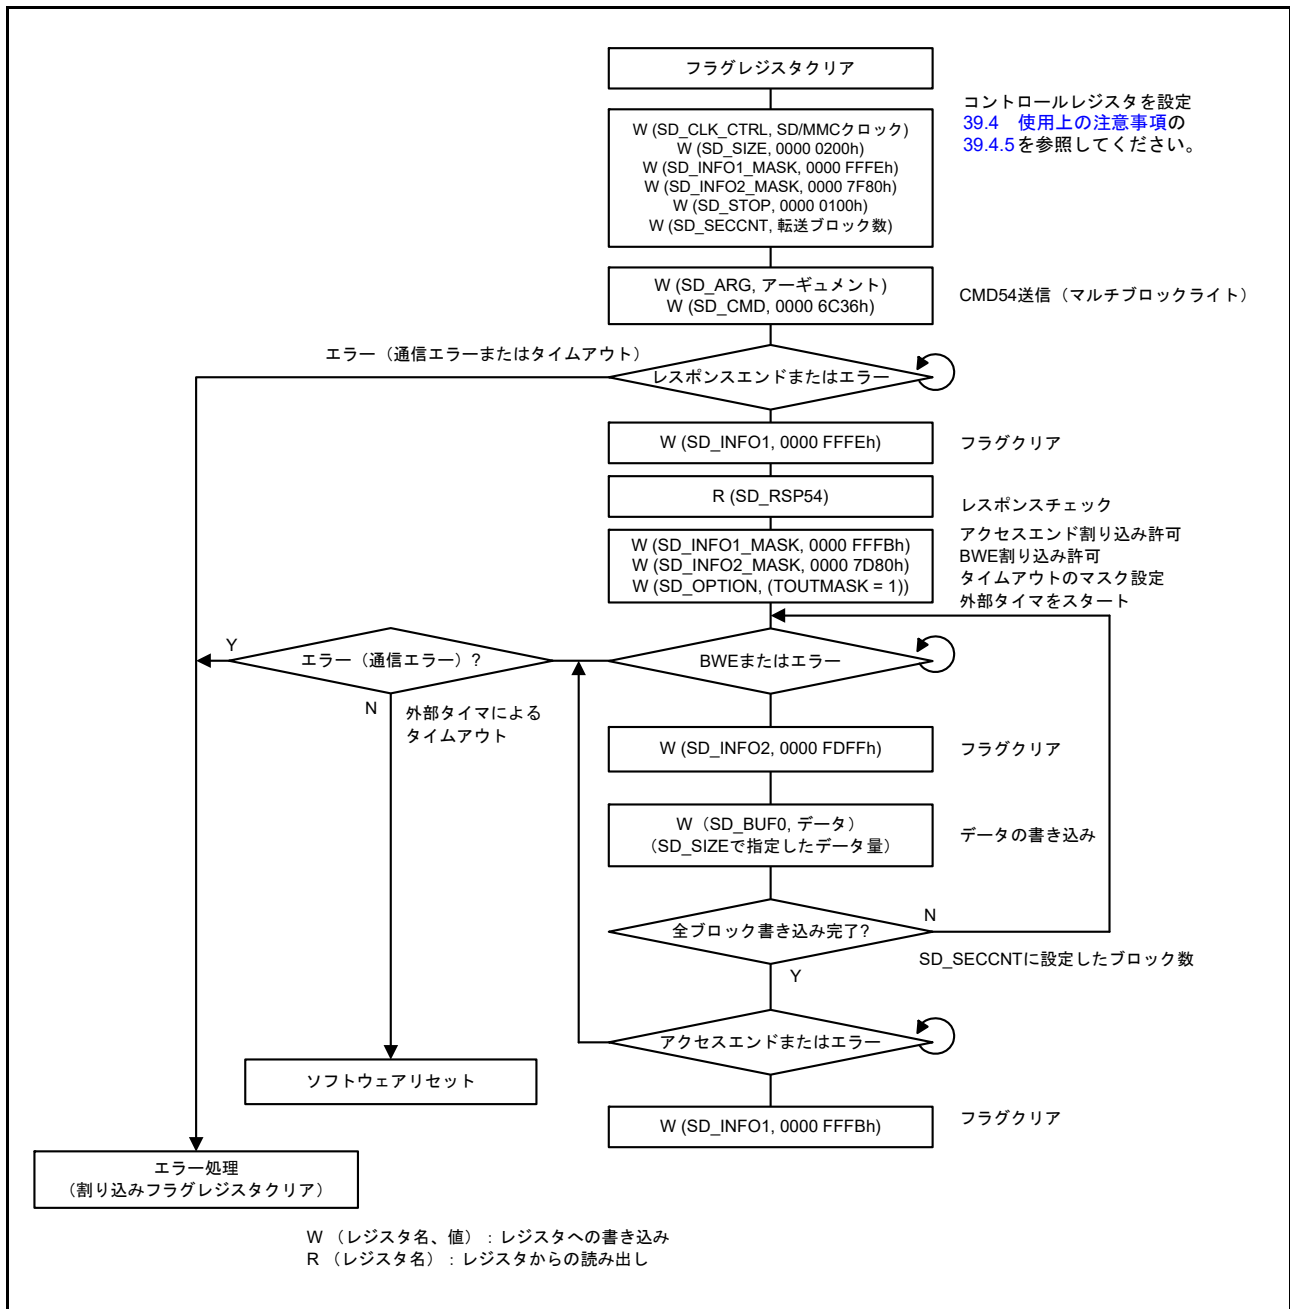 フラグレジスタクリア
コントロールレジスタを設定
39.4 使用上の注意事項の
39.4.5を参照してください。
W (SD_CLK_CTRL, SD/MMCクロック)
W (SD_SIZE, 0000 0200h)
W (SD_INFO1_MASK, 0000 FFFEh)
W (SD_INFO2_MASK, 0000 7F80h)
W (SD_STOP, 0000 0100h)
W (SD_SECCNT, 転送ブロック数)
W (SD_ARG, アーギュメント)
W (SD_CMD, 0000 6C36h)
CMD54送信（マルチブロックライト）
エラー（通信エラーまたはタイムアウト）
レスポンスエンドまたはエラー
W (SD_INFO1, 0000 FFFEh)
フラグクリア
R (SD_RSP54)
レスポンスチェック
W (SD_INFO1_MASK, 0000 FFFBh)
W (SD_INFO2_MASK, 0000 7D80h)
W (SD_OPTION, (TOUTMASK = 1))
アクセスエンド割り込み許可
BWE割り込み許可
タイムアウトのマスク設定
外部タイマをスタート
Y
エラー（通信エラー）?
BWEまたはエラー
N
外部タイマによる
タイムアウト
W (SD_INFO2, 0000 FDFFh)
フラグクリア
W（SD_BUF0, データ）
（SD_SIZEで指定したデータ量）
データの書き込み
全ブロック書き込み完了?
N
SD_SECCNTに設定したブロック数
Y
アクセスエンドまたはエラー
ソフトウェアリセット
W (SD_INFO1, 0000 FFFBh)
フラグクリア
エラー処理
（割り込みフラグレジスタクリア）
W （レジスタ名、値）：レジスタへの書き込み
R （レジスタ名）：レジスタからの読み出し